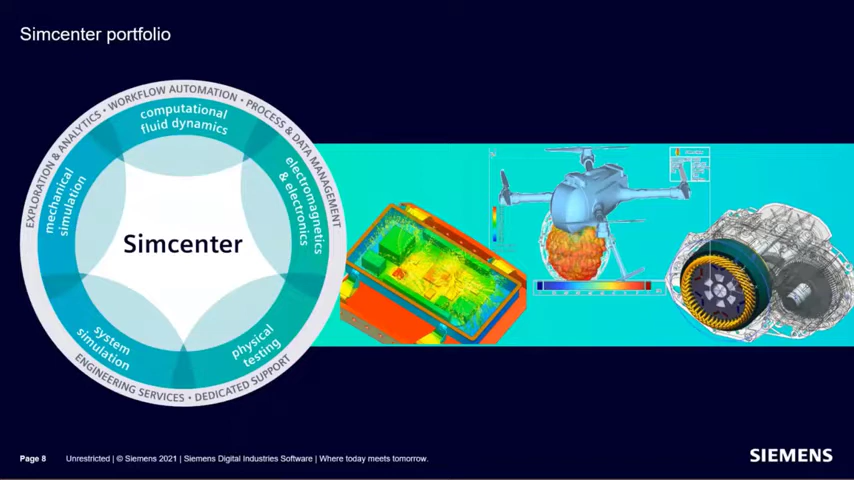 Simcenter portfolio
EXPLORATION & ANALYTICS • WORKFLOW AUTOMATION • PROCESS & DATA MANAGEMENT
computational
fluid dynamics
mechanical
simulation
electromagnetics
& electronics
Simcenter
system
simulation
physical
testing
ENGINEERING SERVICES • DEDICATED SUPPORT
Page 8
Unrestricted | © Siemens 2021 | Siemens Digital Industries Software | Where today meets tomorrow.
SIEMENS